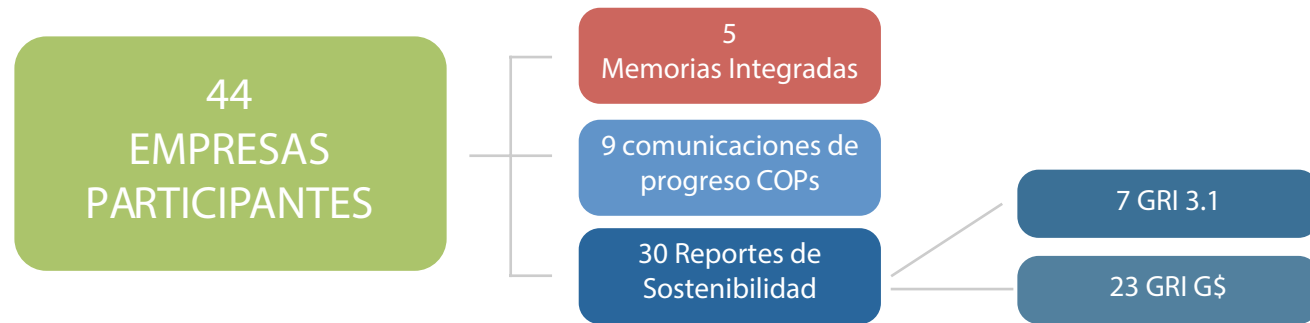 44
EMPRESAS
PARTICIPANTES
5
Memorias Integradas
9 comunicaciones de
progreso COPs
30 Reportes de
Sostenibilidad
7 GRI 3.1
23 GRI G$